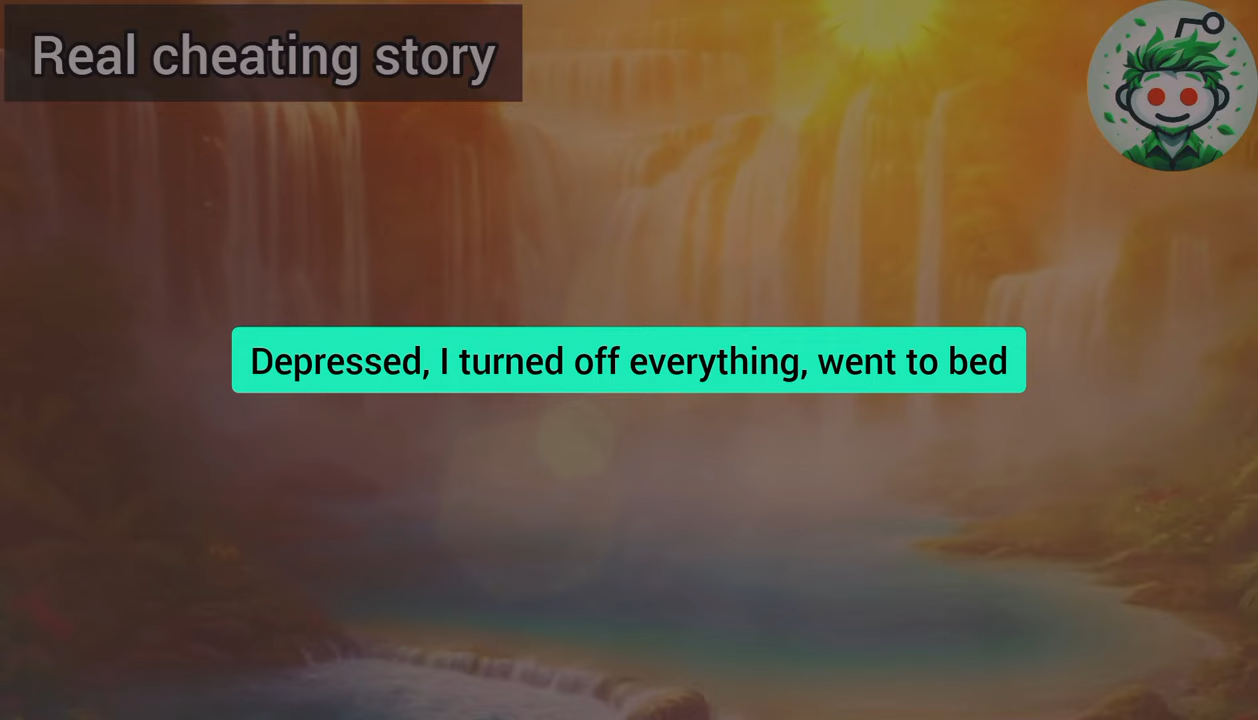 Real cheating story
Depressed, I turned off everything, went to bed